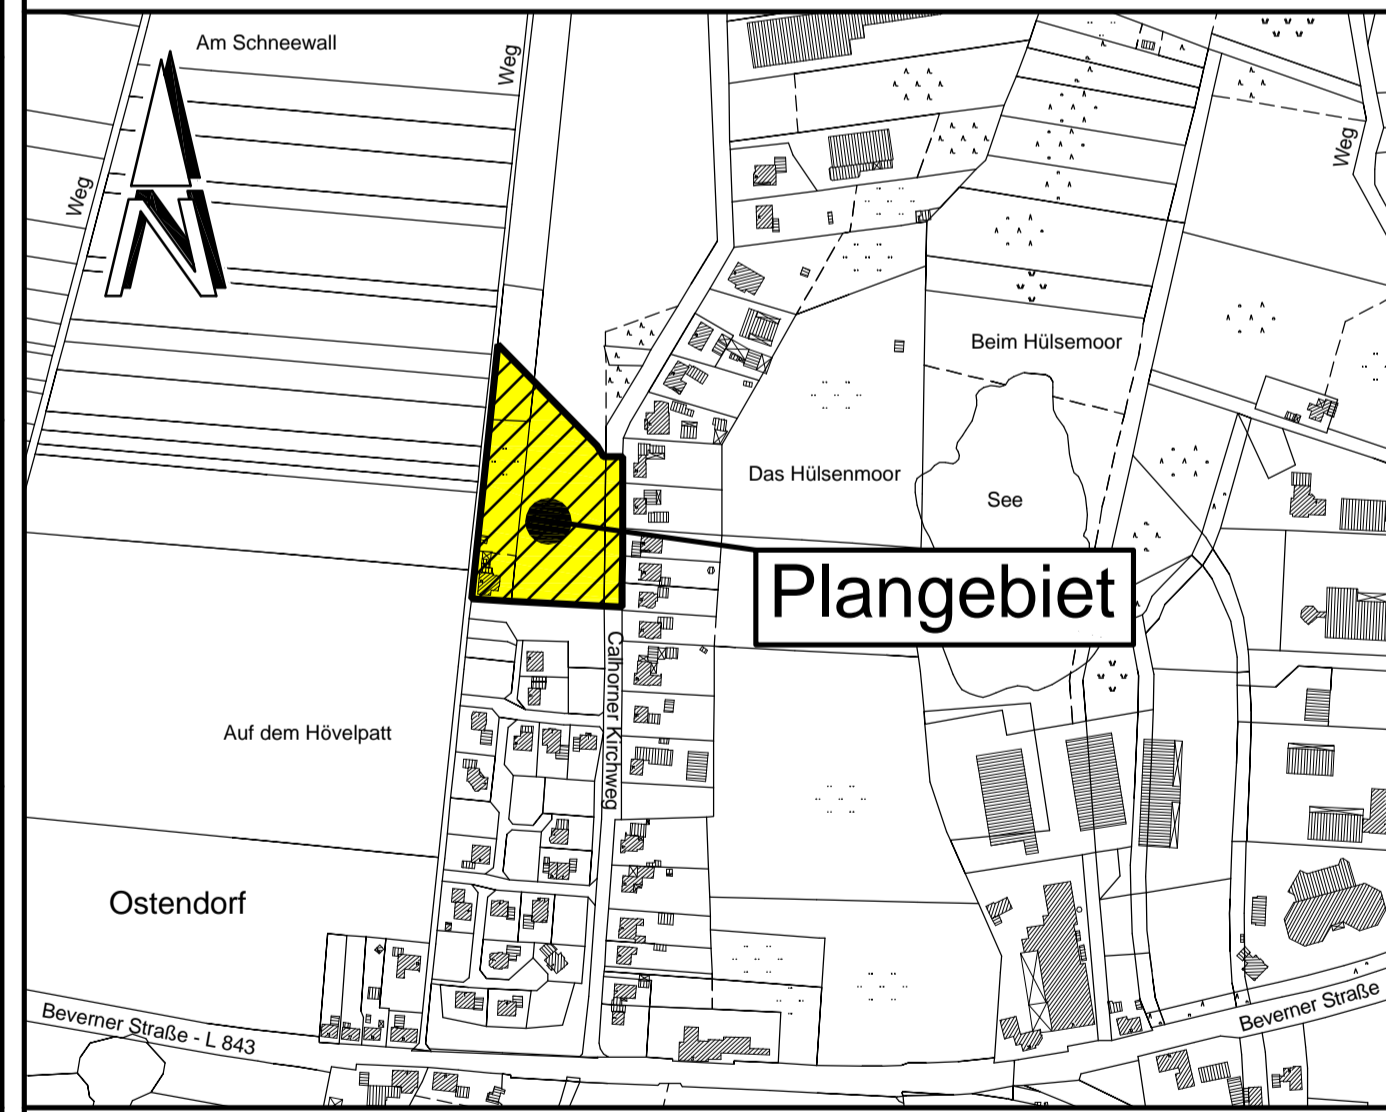 Am Schneewall
Weg
Weg
Weg
N
Beim Hülsemoor
Das Hülsenmoor
See
Plangebiet
Calhorner Kirchweg
Auf dem Hövelpatt
Ostendorf
Beverner Straße - L 843
Beverner Straße